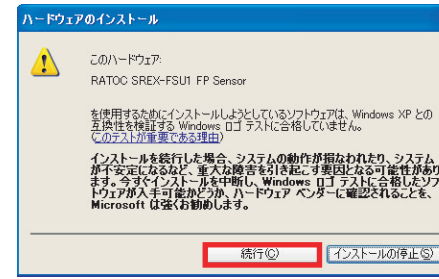 ハードウェアのインストール
このハードウェア:
RATOC SREX-FSU1 FP Sensor
を使用するためにインストールしようとしているソフトウェアは、Windows XP との
互換性を検証する Windows ロゴ テストに合格していません。
(このテストが重要である理由)
インストールを続行した場合、システムの動作が損なわれたり、システム
が不安定になるなど、重大な障害を引き起こす要因となる可能性があり
ます。今すぐインストールを中断し、Windows ロゴ テストに合格したソフ
トウェアが入手可能かどうか、ハードウェア ベンダーに確認されることを、
Microsoft は強くお勧めします。
続行(C)
インストールの停止(S)